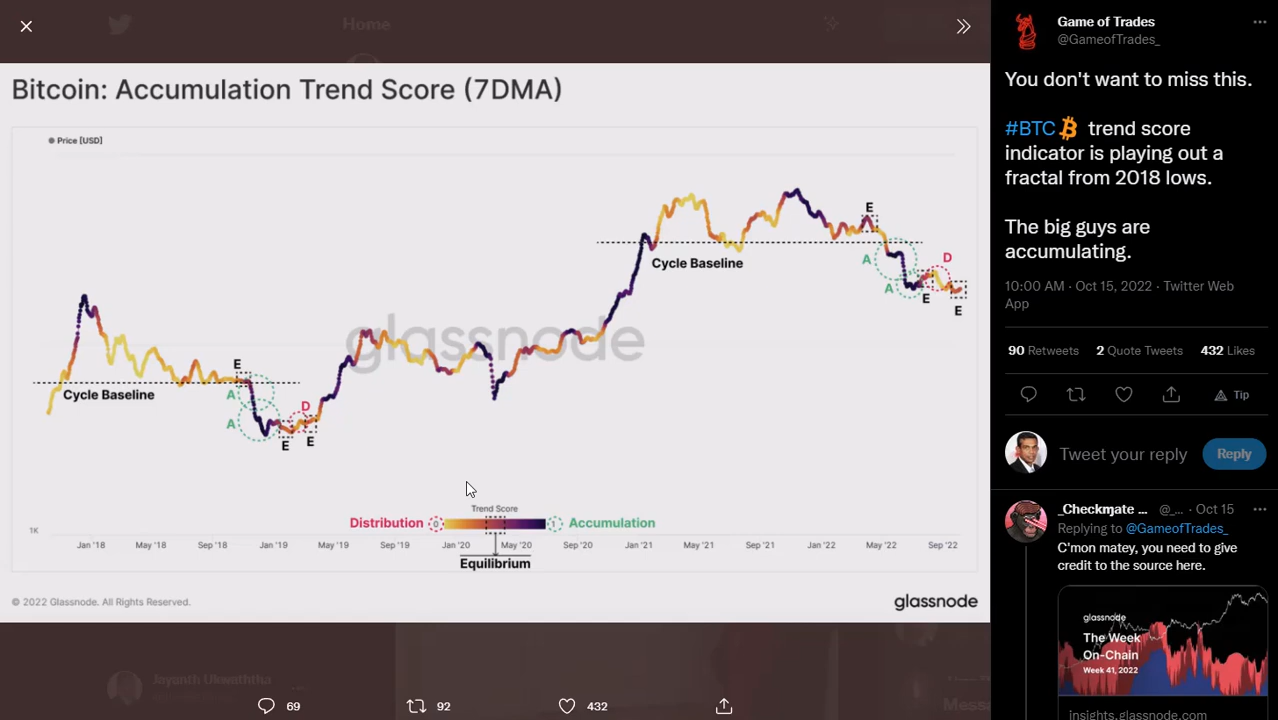 Home
Bitcoin: Accumulation Trend Score (7DMA)
Price [USD]
glassnode
Cycle Baseline
E
A
A
D
E
E
Cycle Baseline
E
A
A
D
E
E
1K
Trend Score
Distribution 0 1 Accumulation
Equilibrium
Jan '18 May '18 Sep '18 Jan '19 May '19 Sep '19 Jan '20 May '20 Sep '20 Jan '21 May '21 Sep '21 Jan '22 May '22 Sep '22
© 2022 Glassnode. All Rights Reserved.
glassnode
Jayanth Ukwaththa
69 92 432
Game of Trades
@GameofTrades_
You don't want to miss this.
#BTC trend score
indicator is playing out a
fractal from 2018 lows.
The big guys are
accumulating.
10:00 AM · Oct 15, 2022 · Twitter Web
App
90 Retweets 2 Quote Tweets 432 Likes
Tip
Tweet your reply Reply
_Checkmate ... @_... · Oct 15
Replying to @GameofTrades_
C'mon matey, you need to give
credit to the source here.
glassnode
The Week
On-Chain
Week 41, 2022
insights.glassnode.com